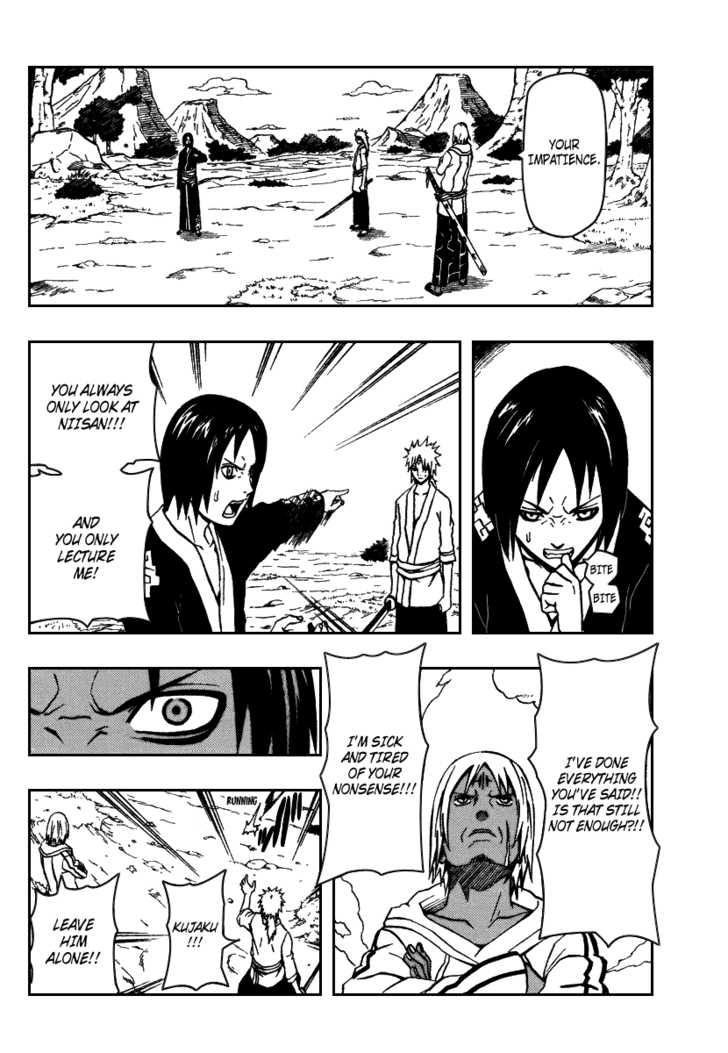 YOUR
IMPATIENCE.
BITE
BITE
YOU ALWAYS
ONLY LOOK AT
NIISAN!!!
AND
YOU ONLY
LECTURE
ME!
I'VE DONE
EVERYTHING
YOU'VE SAID!!
IS THAT STILL
NOT ENOUGH?!!
I'M SICK
AND TIRED
OF YOUR
NONSENSE!!!
RUNNING
KUJAKU
!!!
LEAVE
HIM
ALONE!!